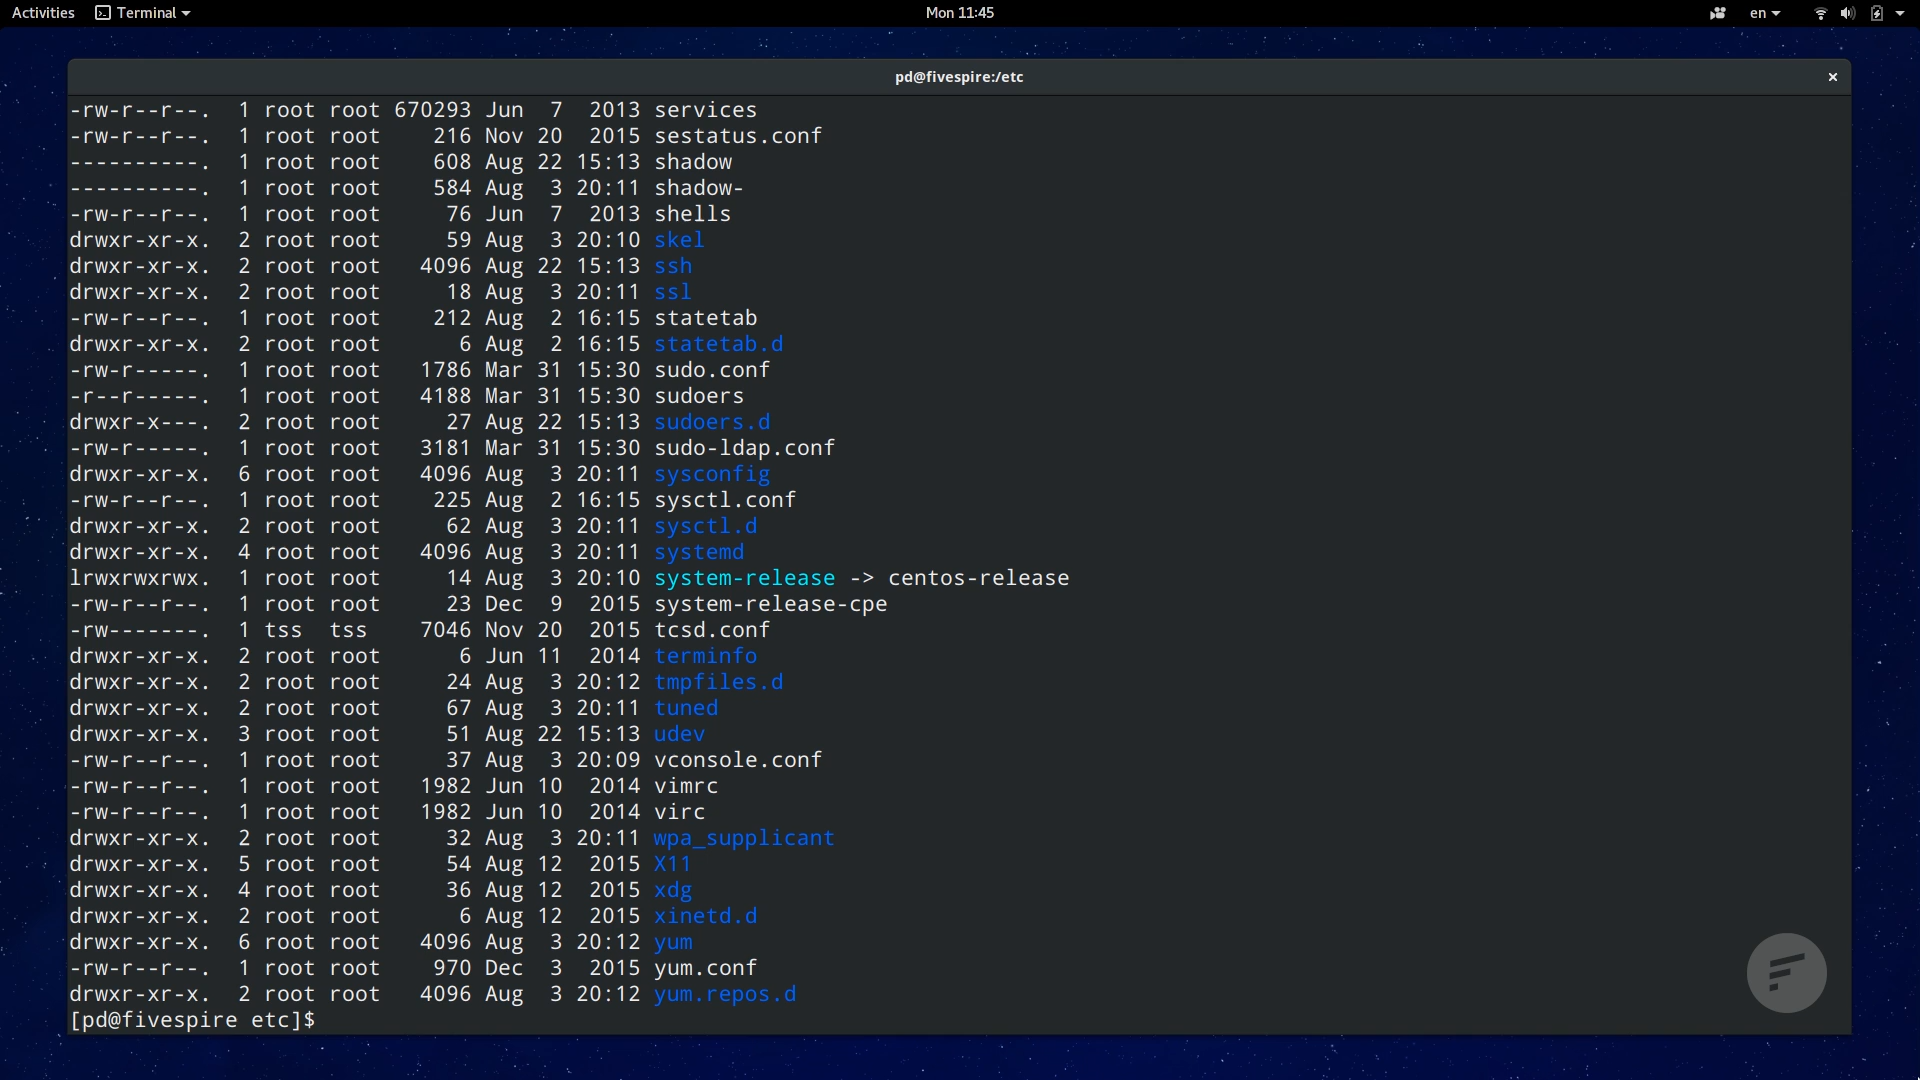 Activities Terminal Mon 11:45 en
pd@fivespire:/etc
-rw-r--r--.  1 root root 670293 Jun  7  2013 services
-rw-r--r--.  1 root root    216 Nov 20  2015 sestatus.conf
----------.  1 root root    608 Aug 22 15:13 shadow
----------.  1 root root    584 Aug  3 20:11 shadow-
-rw-r--r--.  1 root root     76 Jun  7  2013 shells
drwxr-xr-x.  2 root root     59 Aug  3 20:10 skel
drwxr-xr-x.  2 root root   4096 Aug 22 15:13 ssh
drwxr-xr-x.  2 root root     18 Aug  3 20:11 ssl
-rw-r--r--.  1 root root    212 Aug  2 16:15 statetab
drwxr-xr-x.  2 root root      6 Aug  2 16:15 statetab.d
-rw-r-----.  1 root root   1786 Mar 31 15:30 sudo.conf
-r--r-----.  1 root root   4188 Mar 31 15:30 sudoers
drwxr-x---.  2 root root     27 Aug 22 15:13 sudoers.d
-rw-r-----.  1 root root   3181 Mar 31 15:30 sudo-ldap.conf
drwxr-xr-x.  6 root root   4096 Aug  3 20:11 sysconfig
-rw-r--r--.  1 root root    225 Aug  2 16:15 sysctl.conf
drwxr-xr-x.  2 root root     62 Aug  3 20:11 sysctl.d
drwxr-xr-x.  4 root root   4096 Aug  3 20:11 systemd
lrwxrwxrwx.  1 root root     14 Aug  3 20:10 system-release -> centos-release
-rw-r--r--.  1 root root     23 Dec  9  2015 system-release-cpe
-rw-------.  1 tss  tss    7046 Nov 20  2015 tcsd.conf
drwxr-xr-x.  2 root root      6 Jun 11  2014 terminfo
drwxr-xr-x.  2 root root     24 Aug  3 20:12 tmpfiles.d
drwxr-xr-x.  2 root root     67 Aug  3 20:11 tuned
drwxr-xr-x.  3 root root     51 Aug 22 15:13 udev
-rw-r--r--.  1 root root     37 Aug  3 20:09 vconsole.conf
-rw-r--r--.  1 root root   1982 Jun 10  2014 vimrc
-rw-r--r--.  1 root root   1982 Jun 10  2014 virc
drwxr-xr-x.  2 root root     32 Aug  3 20:11 wpa_supplicant
drwxr-xr-x.  5 root root     54 Aug 12  2015 X11
drwxr-xr-x.  4 root root     36 Aug 12  2015 xdg
drwxr-xr-x.  2 root root      6 Aug 12  2015 xinetd.d
drwxr-xr-x.  6 root root   4096 Aug  3 20:12 yum
-rw-r--r--.  1 root root    970 Dec  3  2015 yum.conf
drwxr-xr-x.  2 root root   4096 Aug  3 20:12 yum.repos.d
[pd@fivespire etc]$